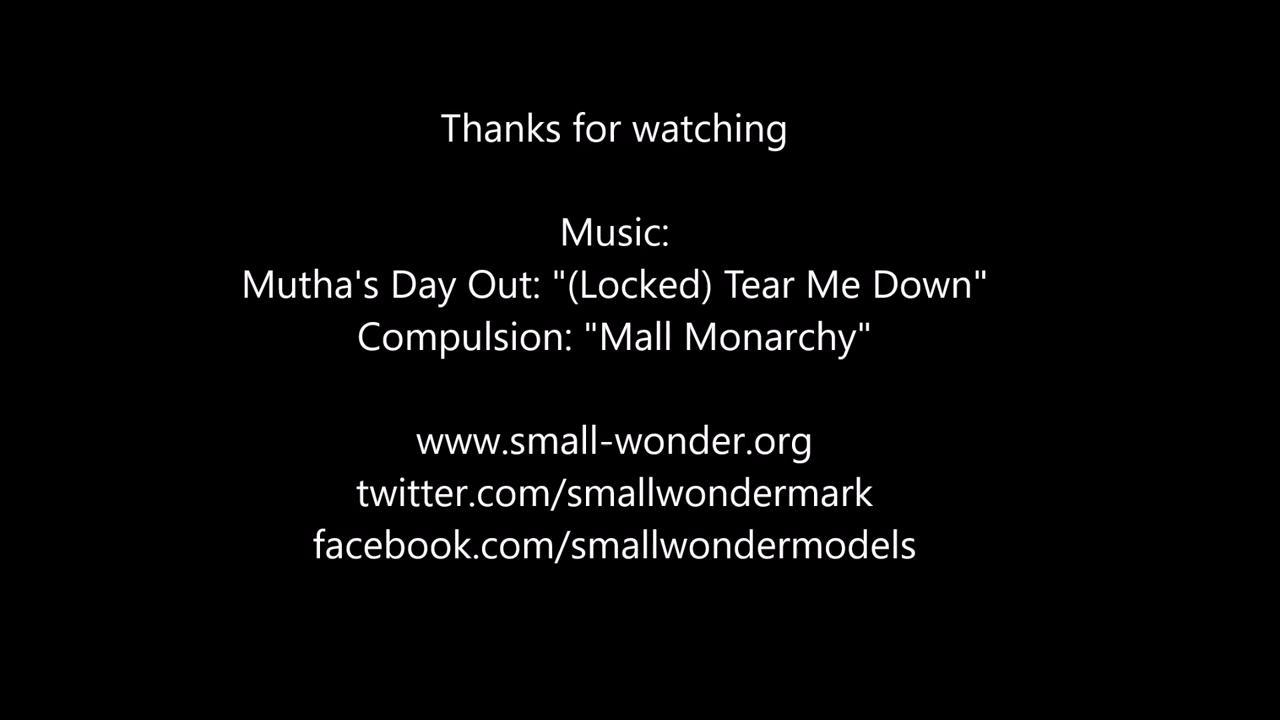 Thanks for watching
Music:
Mutha's Day Out: "(Locked) Tear Me Down"
Compulsion: "Mall Monarchy"
www.small-wonder.org
twitter.com/smallwondermark
facebook.com/smallwondermodels